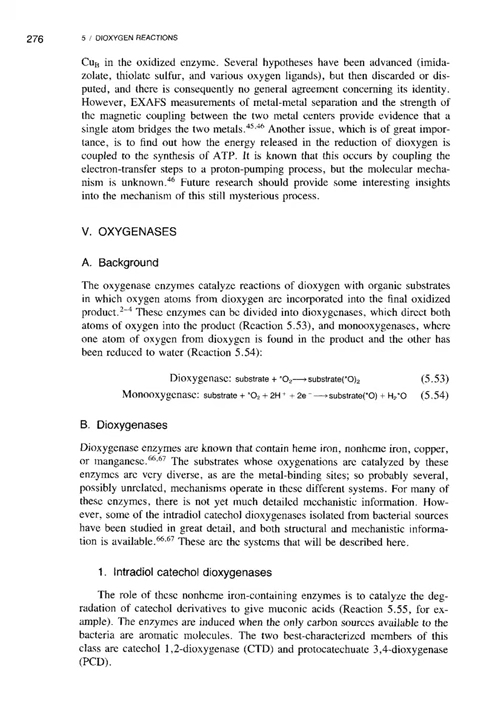 276 5 / DIOXYGEN REACTIONS
Cu_B in the oxidized enzyme. Several hypotheses have been advanced (imida-
zolate, thiolate sulfur, and various oxygen ligands), but then discarded or dis-
puted, and there is consequently no general agreement concerning its identity.
However, EXAFS measurements of metal-metal separation and the strength of
the magnetic coupling between the two metal centers provide evidence that a
single atom bridges the two metals.⁴⁵,⁴⁶ Another issue, which is of great impor-
tance, is to find out how the energy released in the reduction of dioxygen is
coupled to the synthesis of ATP. It is known that this occurs by coupling the
electron-transfer steps to a proton-pumping process, but the molecular mecha-
nism is unknown.⁴⁶ Future research should provide some interesting insights
into the mechanism of this still mysterious process.
V. OXYGENASES
A. Background
The oxygenase enzymes catalyze reactions of dioxygen with organic substrates
in which oxygen atoms from dioxygen are incorporated into the final oxidized
product.²⁻⁴ These enzymes can be divided into dioxygenases, which direct both
atoms of oxygen into the product (Reaction 5.53), and monooxygenases, where
one atom of oxygen from dioxygen is found in the product and the other has
been reduced to water (Reaction 5.54):
Dioxygenase: substrate + *O₂⟶substrate(*O)₂ (5.53)
Monooxygenase: substrate + *O₂ + 2H⁺ + 2e⁻⟶substrate(*O) + H₂*O (5.54)
B. Dioxygenases
Dioxygenase enzymes are known that contain heme iron, nonheme iron, copper,
or manganese.⁶⁶,⁶⁷ The substrates whose oxygenations are catalyzed by these
enzymes are very diverse, as are the metal-binding sites; so probably several,
possibly unrelated, mechanisms operate in these different systems. For many of
these enzymes, there is not yet much detailed mechanistic information. How-
ever, some of the intradiol catechol dioxygenases isolated from bacterial sources
have been studied in great detail, and both structural and mechanistic informa-
tion is available.⁶⁶,⁶⁷ These are the systems that will be described here.
1. Intradiol catechol dioxygenases
The role of these nonheme iron-containing enzymes is to catalyze the deg-
radation of catechol derivatives to give muconic acids (Reaction 5.55, for ex-
ample). The enzymes are induced when the only carbon sources available to the
bacteria are aromatic molecules. The two best-characterized members of this
class are catechol 1,2-dioxygenase (CTD) and protocatechuate 3,4-dioxygenase
(PCD).